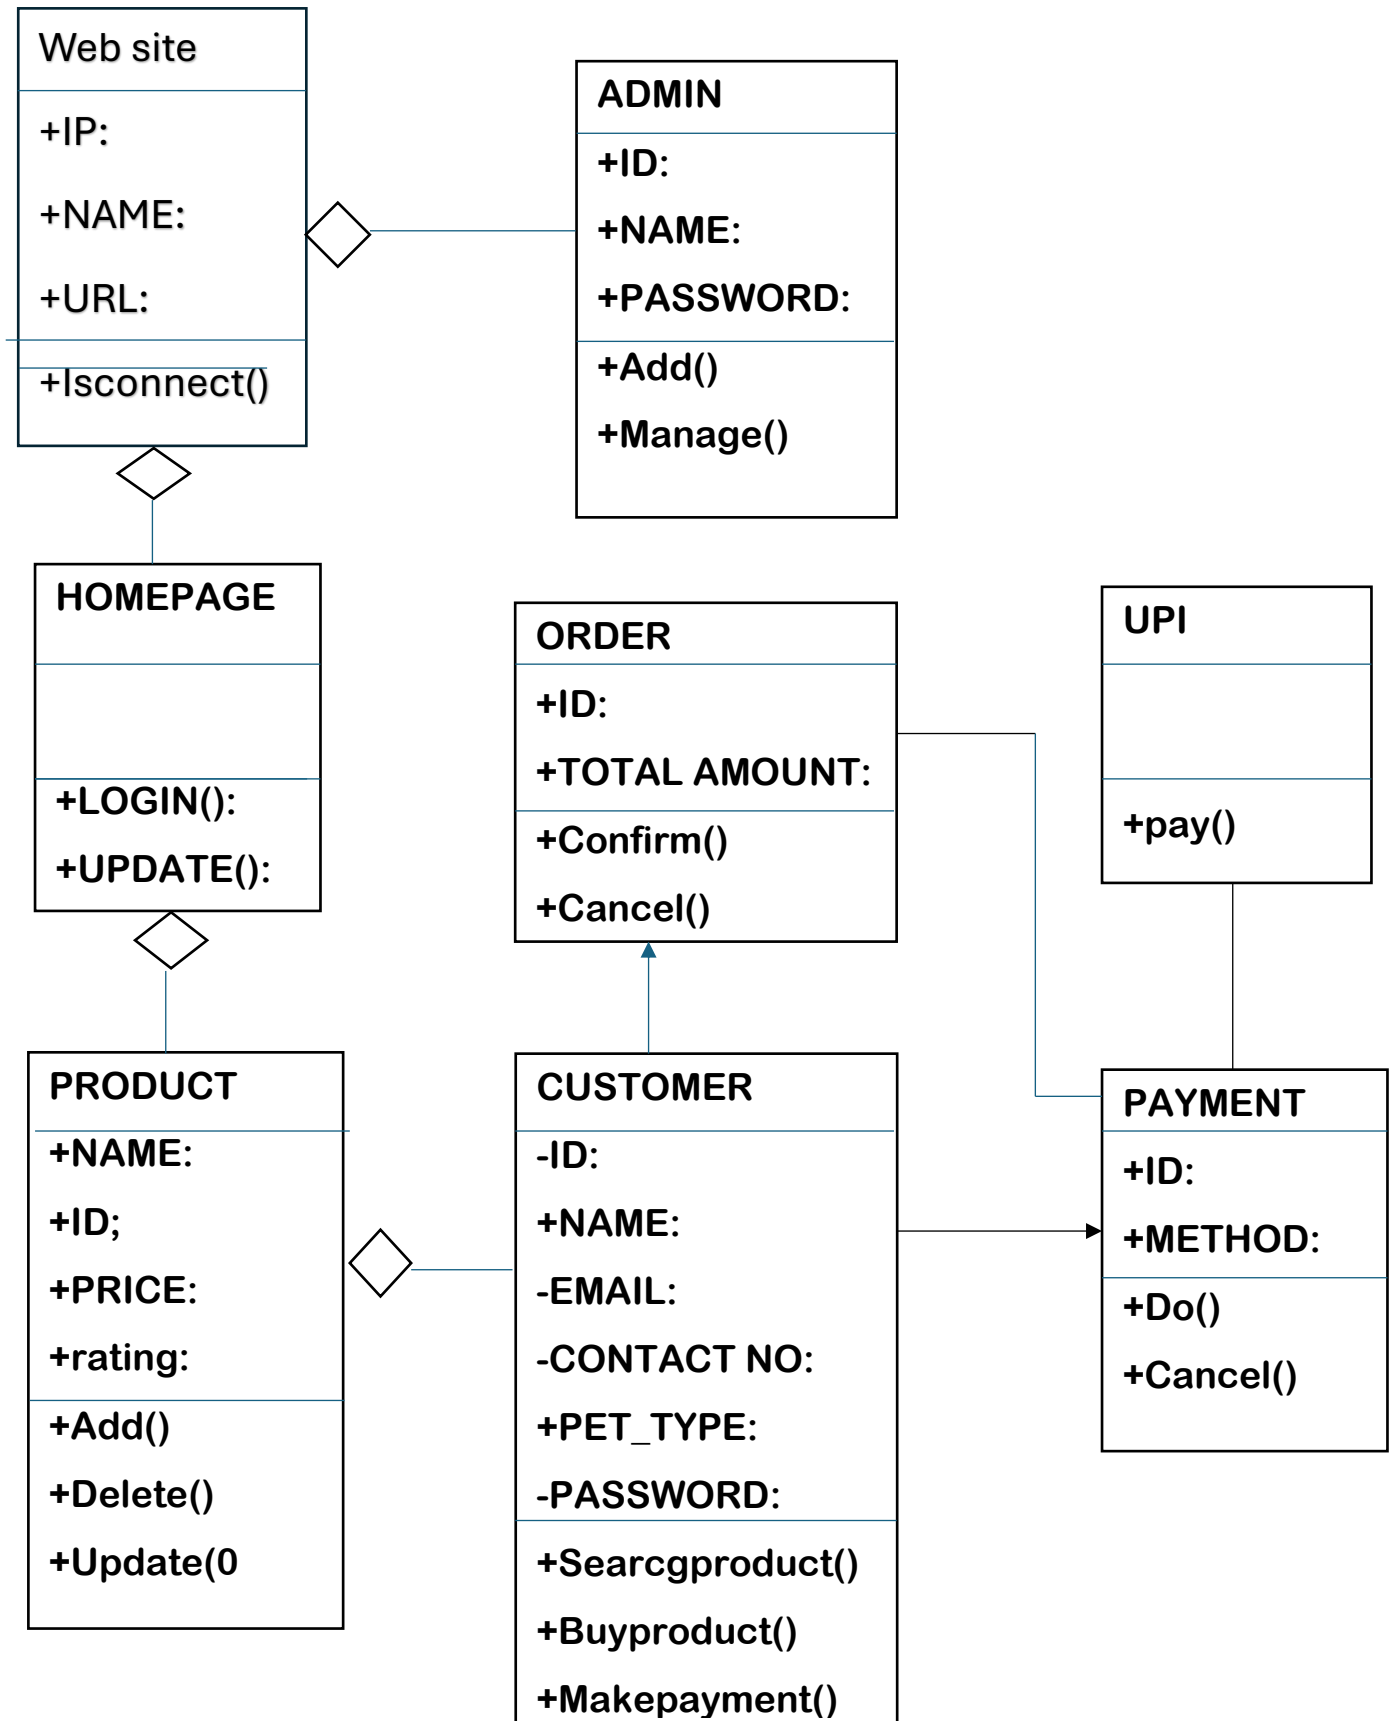 Web site
+IP:
+NAME:
+URL:
+Isconnect()
ADMIN
+ID:
+NAME:
+PASSWORD:
+Add()
+Manage()
HOMEPAGE
+LOGIN():
+UPDATE():
ORDER
+ID:
+TOTAL AMOUNT:
+Confirm()
+Cancel()
UPI
+pay()
PRODUCT
+NAME:
+ID;
+PRICE:
+rating:
+Add()
+Delete()
+Update(0
CUSTOMER
-ID:
+NAME:
-EMAIL:
-CONTACT NO:
+PET_TYPE:
-PASSWORD:
+Searcgproduct()
+Buyproduct()
+Makepayment()
PAYMENT
+ID:
+METHOD:
+Do()
+Cancel()